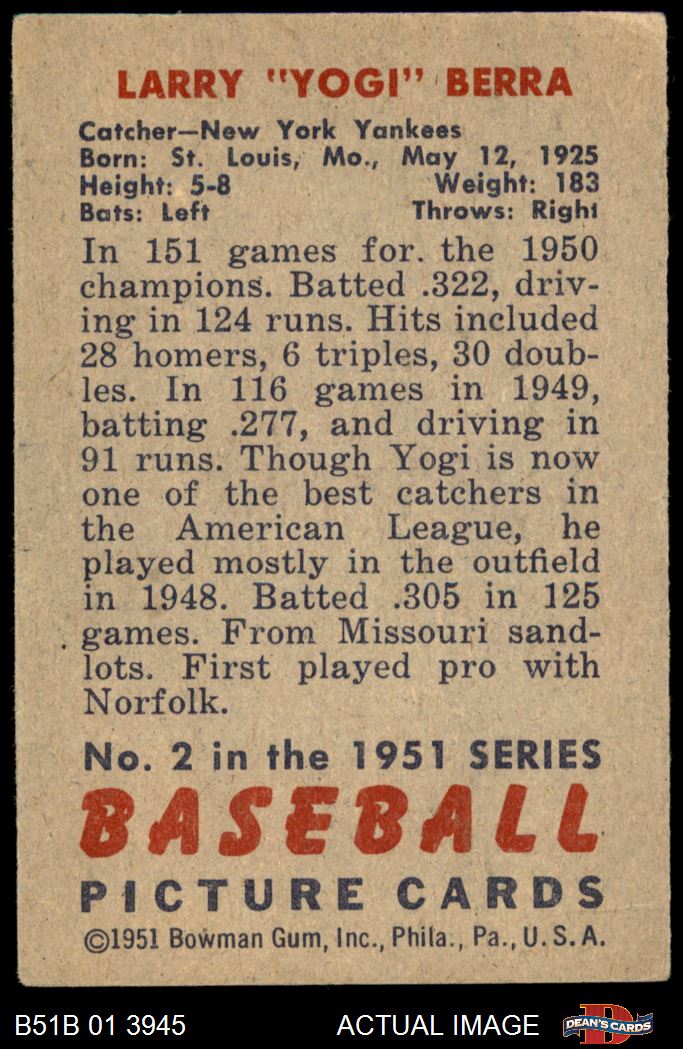 LARRY "YOGI" BERRA
Catcher—New York Yankees
Born: St. Louis, Mo., May 12, 1925
Height: 5-8 Weight: 183
Bats: Left Throws: Right
In 151 games for. the 1950
champions. Batted .322, driv-
ing in 124 runs. Hits included
28 homers, 6 triples, 30 doub-
les. In 116 games in 1949,
batting .277, and driving in
91 runs. Though Yogi is now
one of the best catchers in
the American League, he
played mostly in the outfield
in 1948. Batted .305 in 125
games. From Missouri sand-
lots. First played pro with
Norfolk.
No. 2 in the 1951 SERIES
BASEBALL
PICTURE CARDS
©1951 Bowman Gum, Inc., Phila., Pa., U.S.A.
B51B 01 3945 ACTUAL IMAGE D DEAN'S CARDS